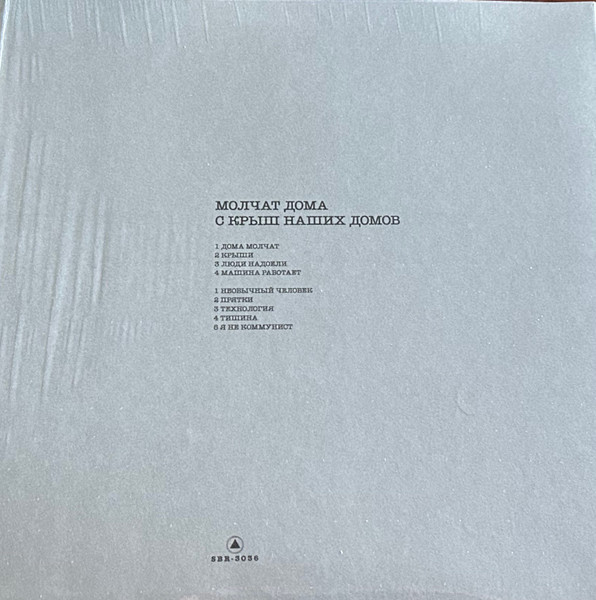 МОЛЧАТ ДОМА
С КРЫШ НАШИХ ДОМОВ
1 ДОМА МОЛЧАТ
2 КРЫШИ
3 ЛЮДИ НАДОЕЛИ
4 МАШИНА РАБОТАЕТ
1 НЕОБЫЧНЫЙ ЧЕЛОВЕК
2 ПРЯТКИ
3 ТЕХНОЛОГИЯ
4 ТИШИНА
5 Я НЕ КОММУНИСТ
SBR-3036